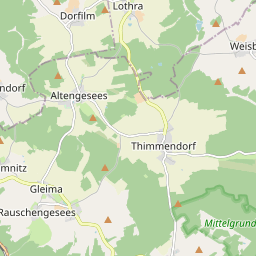 Lothra
Dorfilm
Weisb
ndorf
Altengesees
Thimmendorf
mnitz
Gleima
Rauschengesees
Mittelgrund